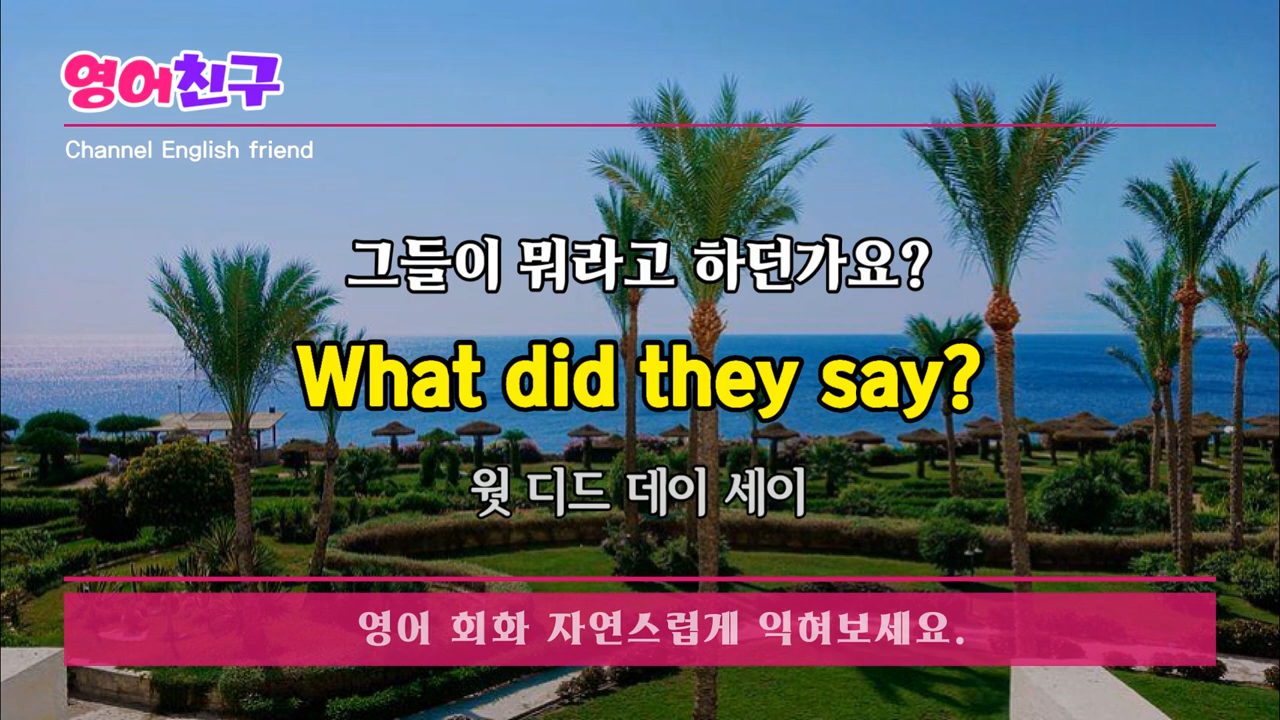 영어친구
Channel English friend
그들이 뭐라고 하던가요?
What did they say?
웟 디드 데이 세이
영어 회화 자연스럽게 익혀보세요.